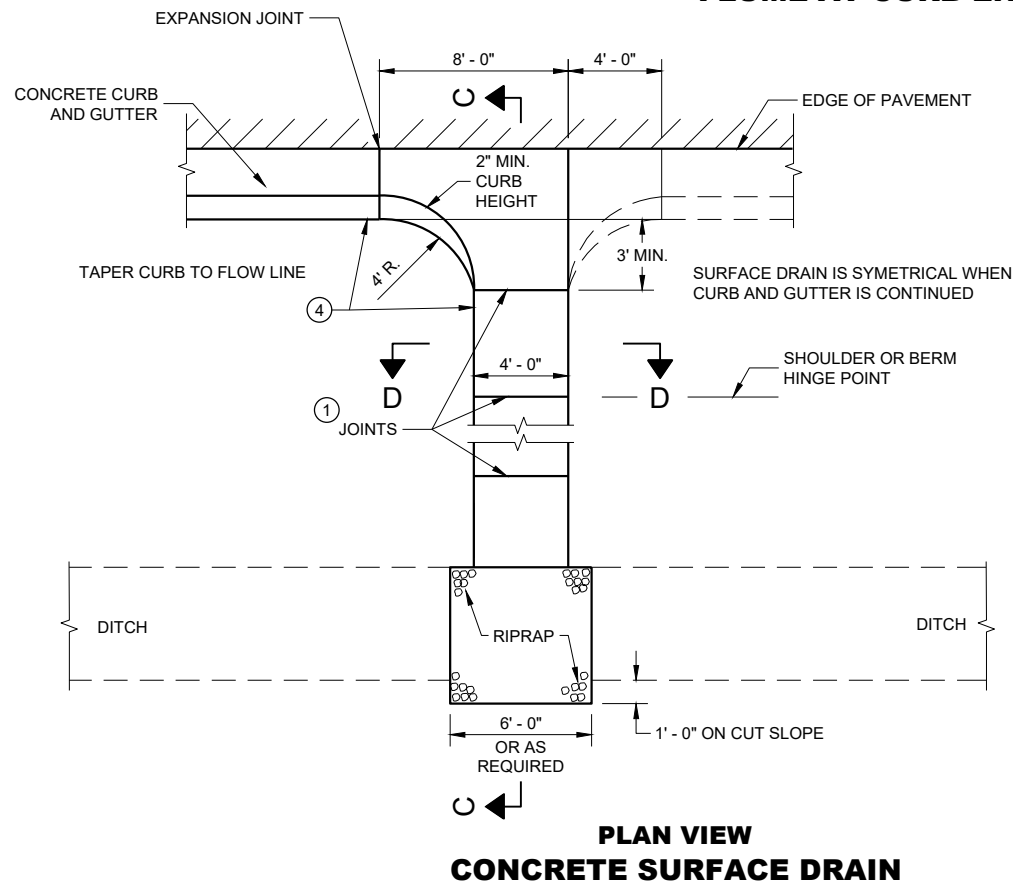 EXPANSION JOINT
8' - 0"
4' - 0"
C
CONCRETE CURB
AND GUTTER
EDGE OF PAVEMENT
2" MIN.
CURB
HEIGHT
4' R.
3' MIN.
TAPER CURB TO FLOW LINE
SURFACE DRAIN IS SYMETRICAL WHEN
CURB AND GUTTER IS CONTINUED
4
D
4' - 0"
D
SHOULDER OR BERM
HINGE POINT
1
JOINTS
DITCH
RIPRAP
DITCH
6' - 0"
OR AS
REQUIRED
1' - 0" ON CUT SLOPE
C
PLAN VIEW
CONCRETE SURFACE DRAIN